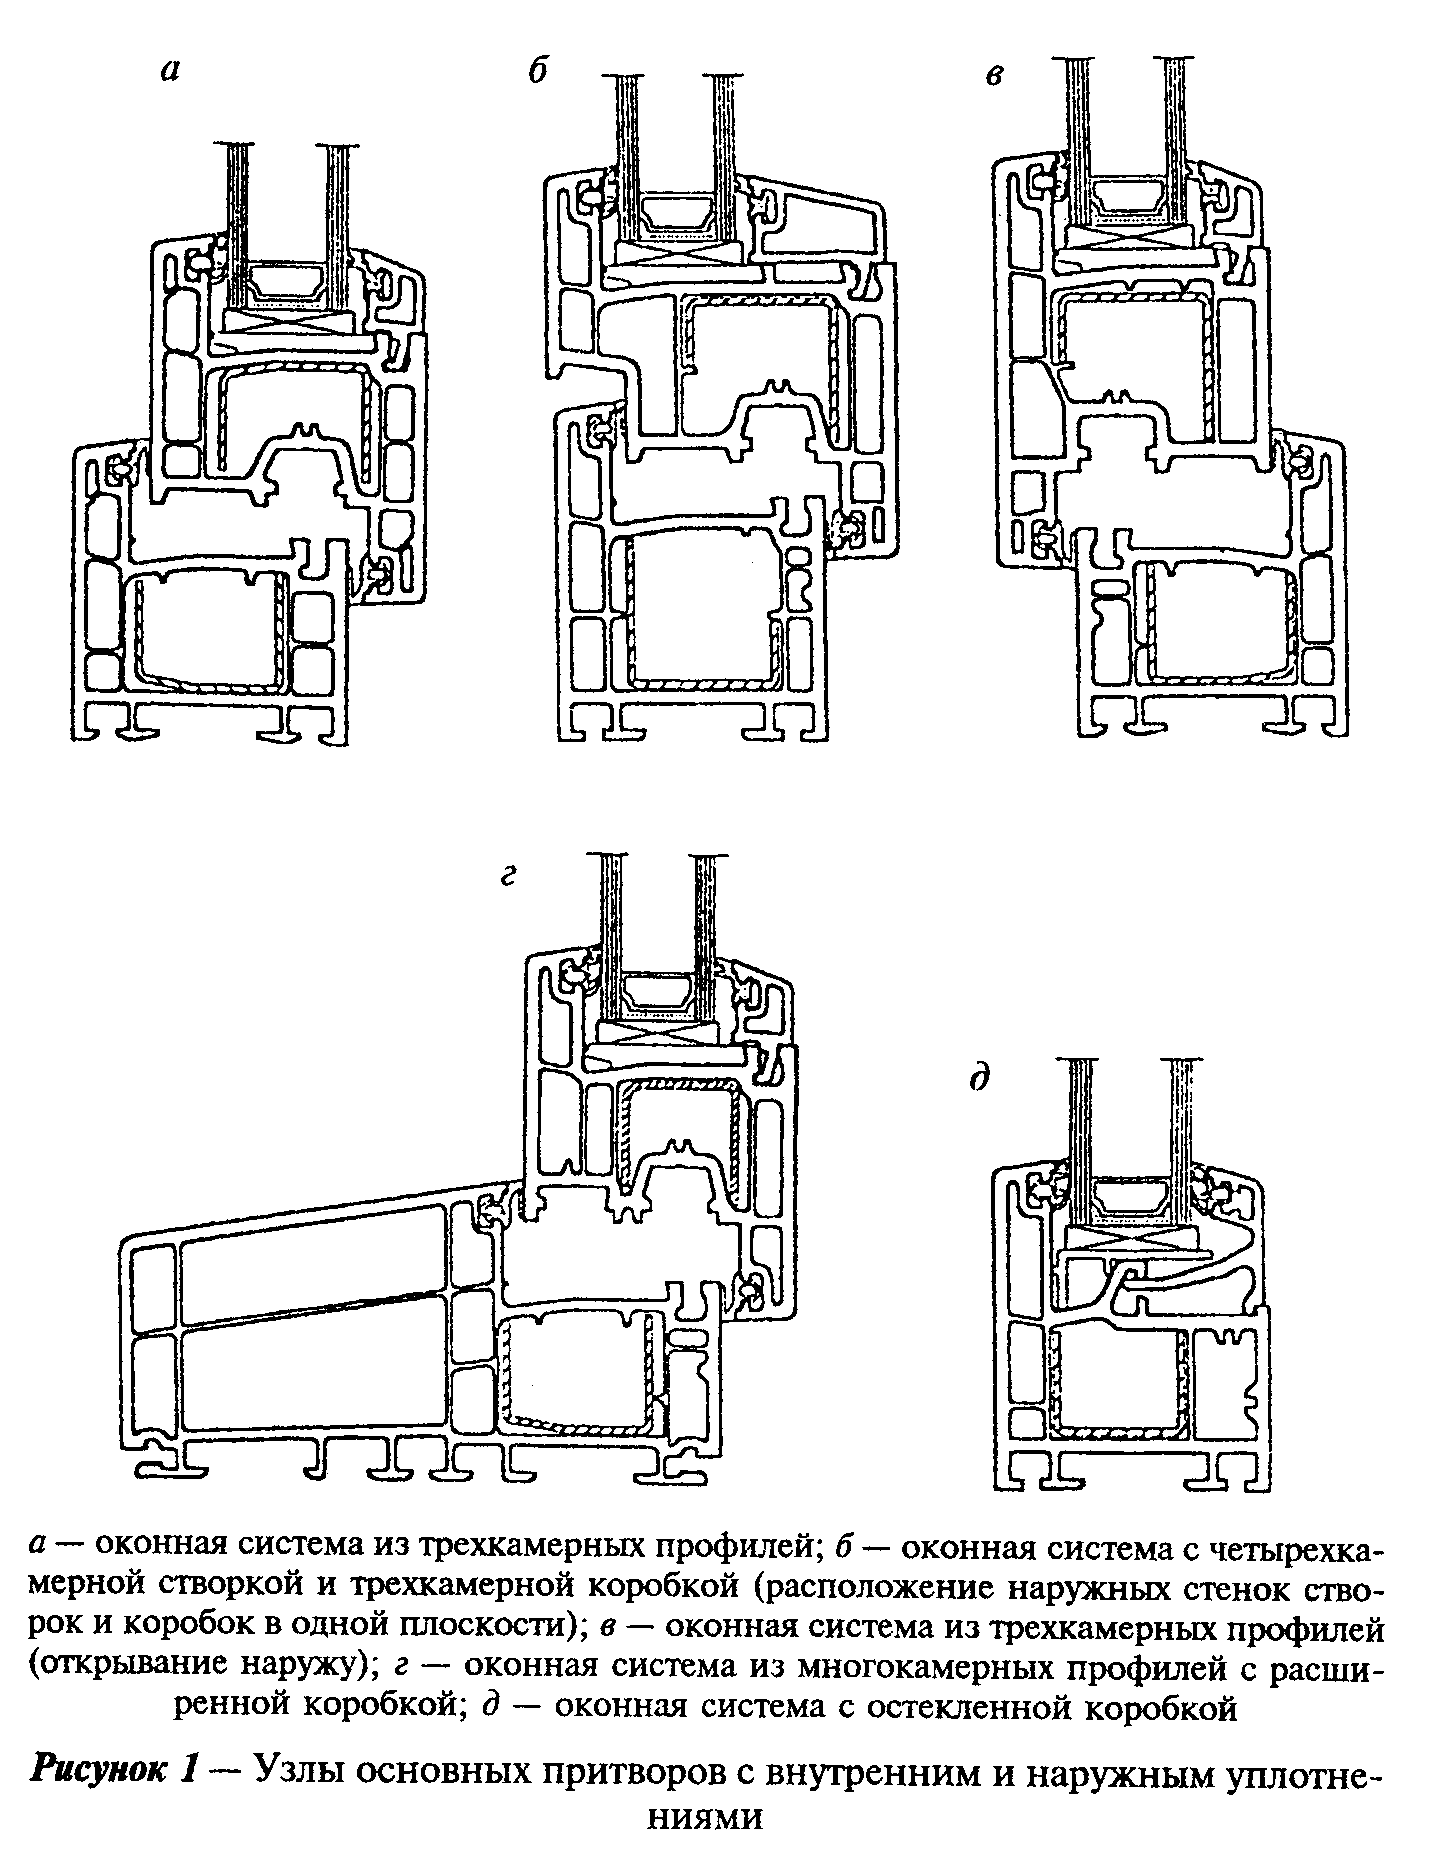 а
б
в
г
д
а — оконная система из трехкамерных профилей; б — оконная система с четырехка-
мерной створкой и трехкамерной коробкой (расположение наружных стенок ство-
рок и коробок в одной плоскости); в — оконная система из трехкамерных профилей
(открывание наружу); г — оконная система из многокамерных профилей с расши-
ренной коробкой; д — оконная система с остекленной коробкой
Рисунок 1 — Узлы основных притворов с внутренним и наружным уплотне-
ниями